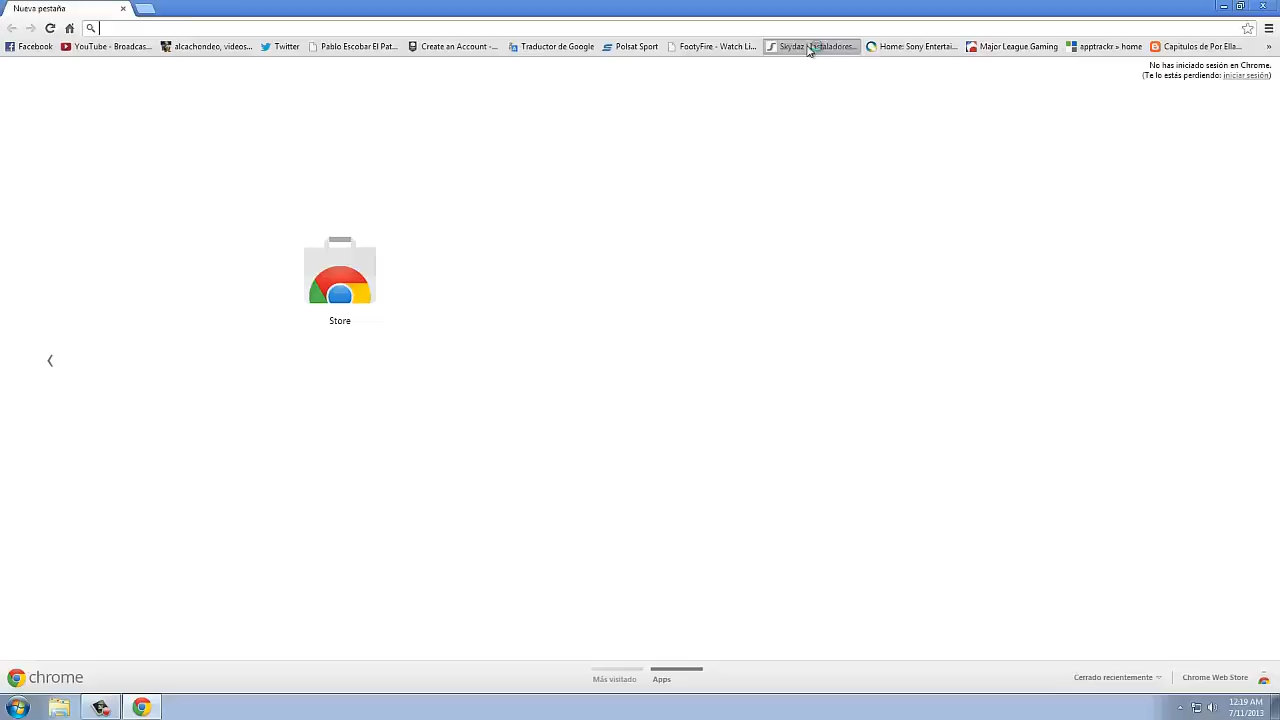 Nueva pestaña
Facebook YouTube - Broadcas... alcachondeo, videos... Twitter Pablo Escobar El Pat... Create an Account -... Traductor de Google Polsat Sport FootyFire - Watch Li... Skydaz Home: Sony Entertai... Major League Gaming apptrackr » home Capitulos de Por Ella... »
No has iniciado sesión en Chrome.
(Te lo estás perdiendo: iniciar sesión)
Store
chrome
Más visitado Apps
Cerrado recientemente Chrome Web Store
12:19 AM
7/11/2013